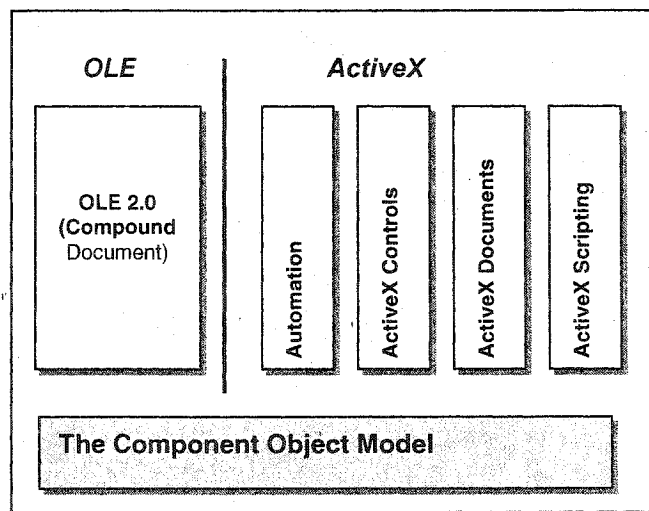 OLE
ActiveX
OLE 2.0
(Compound
Document)
Automation
ActiveX Controls
ActiveX Documents
ActiveX Scripting
The Component Object Model